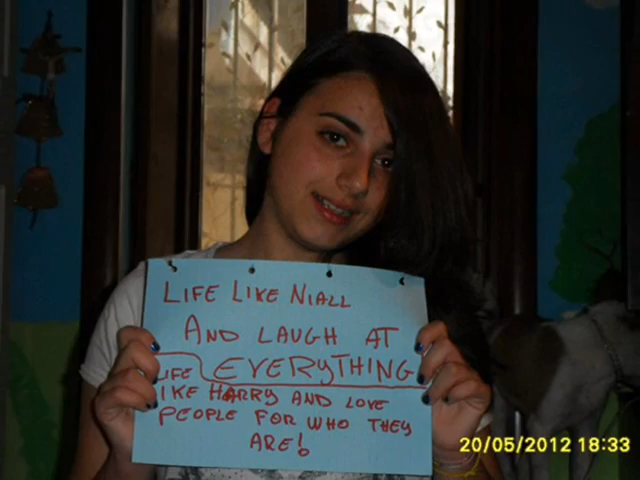 LIFE LIKE NIALL
AND LAUGH AT
EVERYTHING
LIFE
LIKE HARRY AND LOVE
PEOPLE FOR WHO THEY
ARE!
20/05/2012 18:33